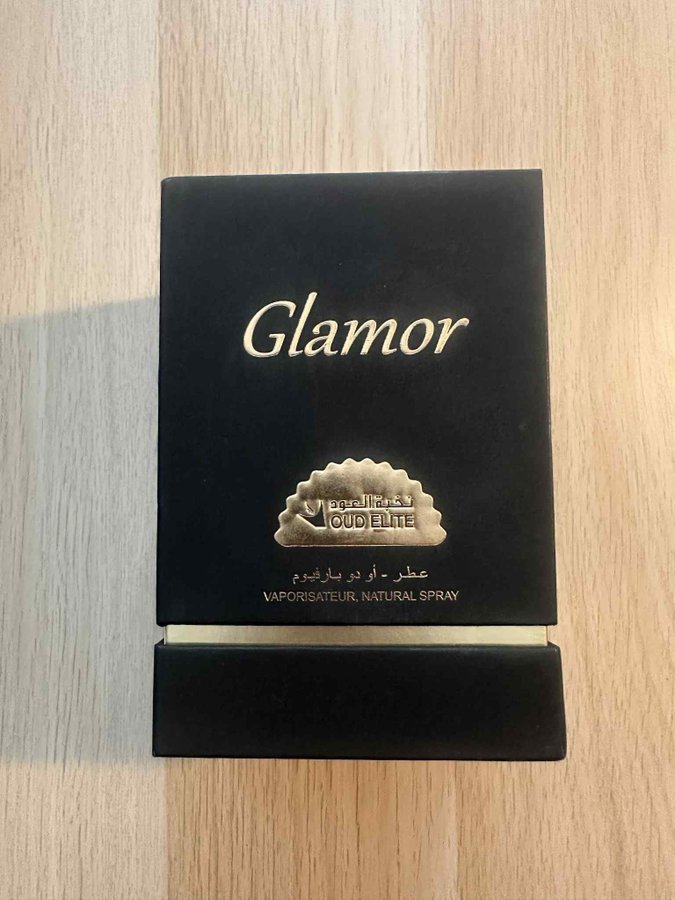 Glamor
نخبة العود
OUD ELITE
عطر - أو دو بارفيوم
VAPORISATEUR, NATURAL SPRAY